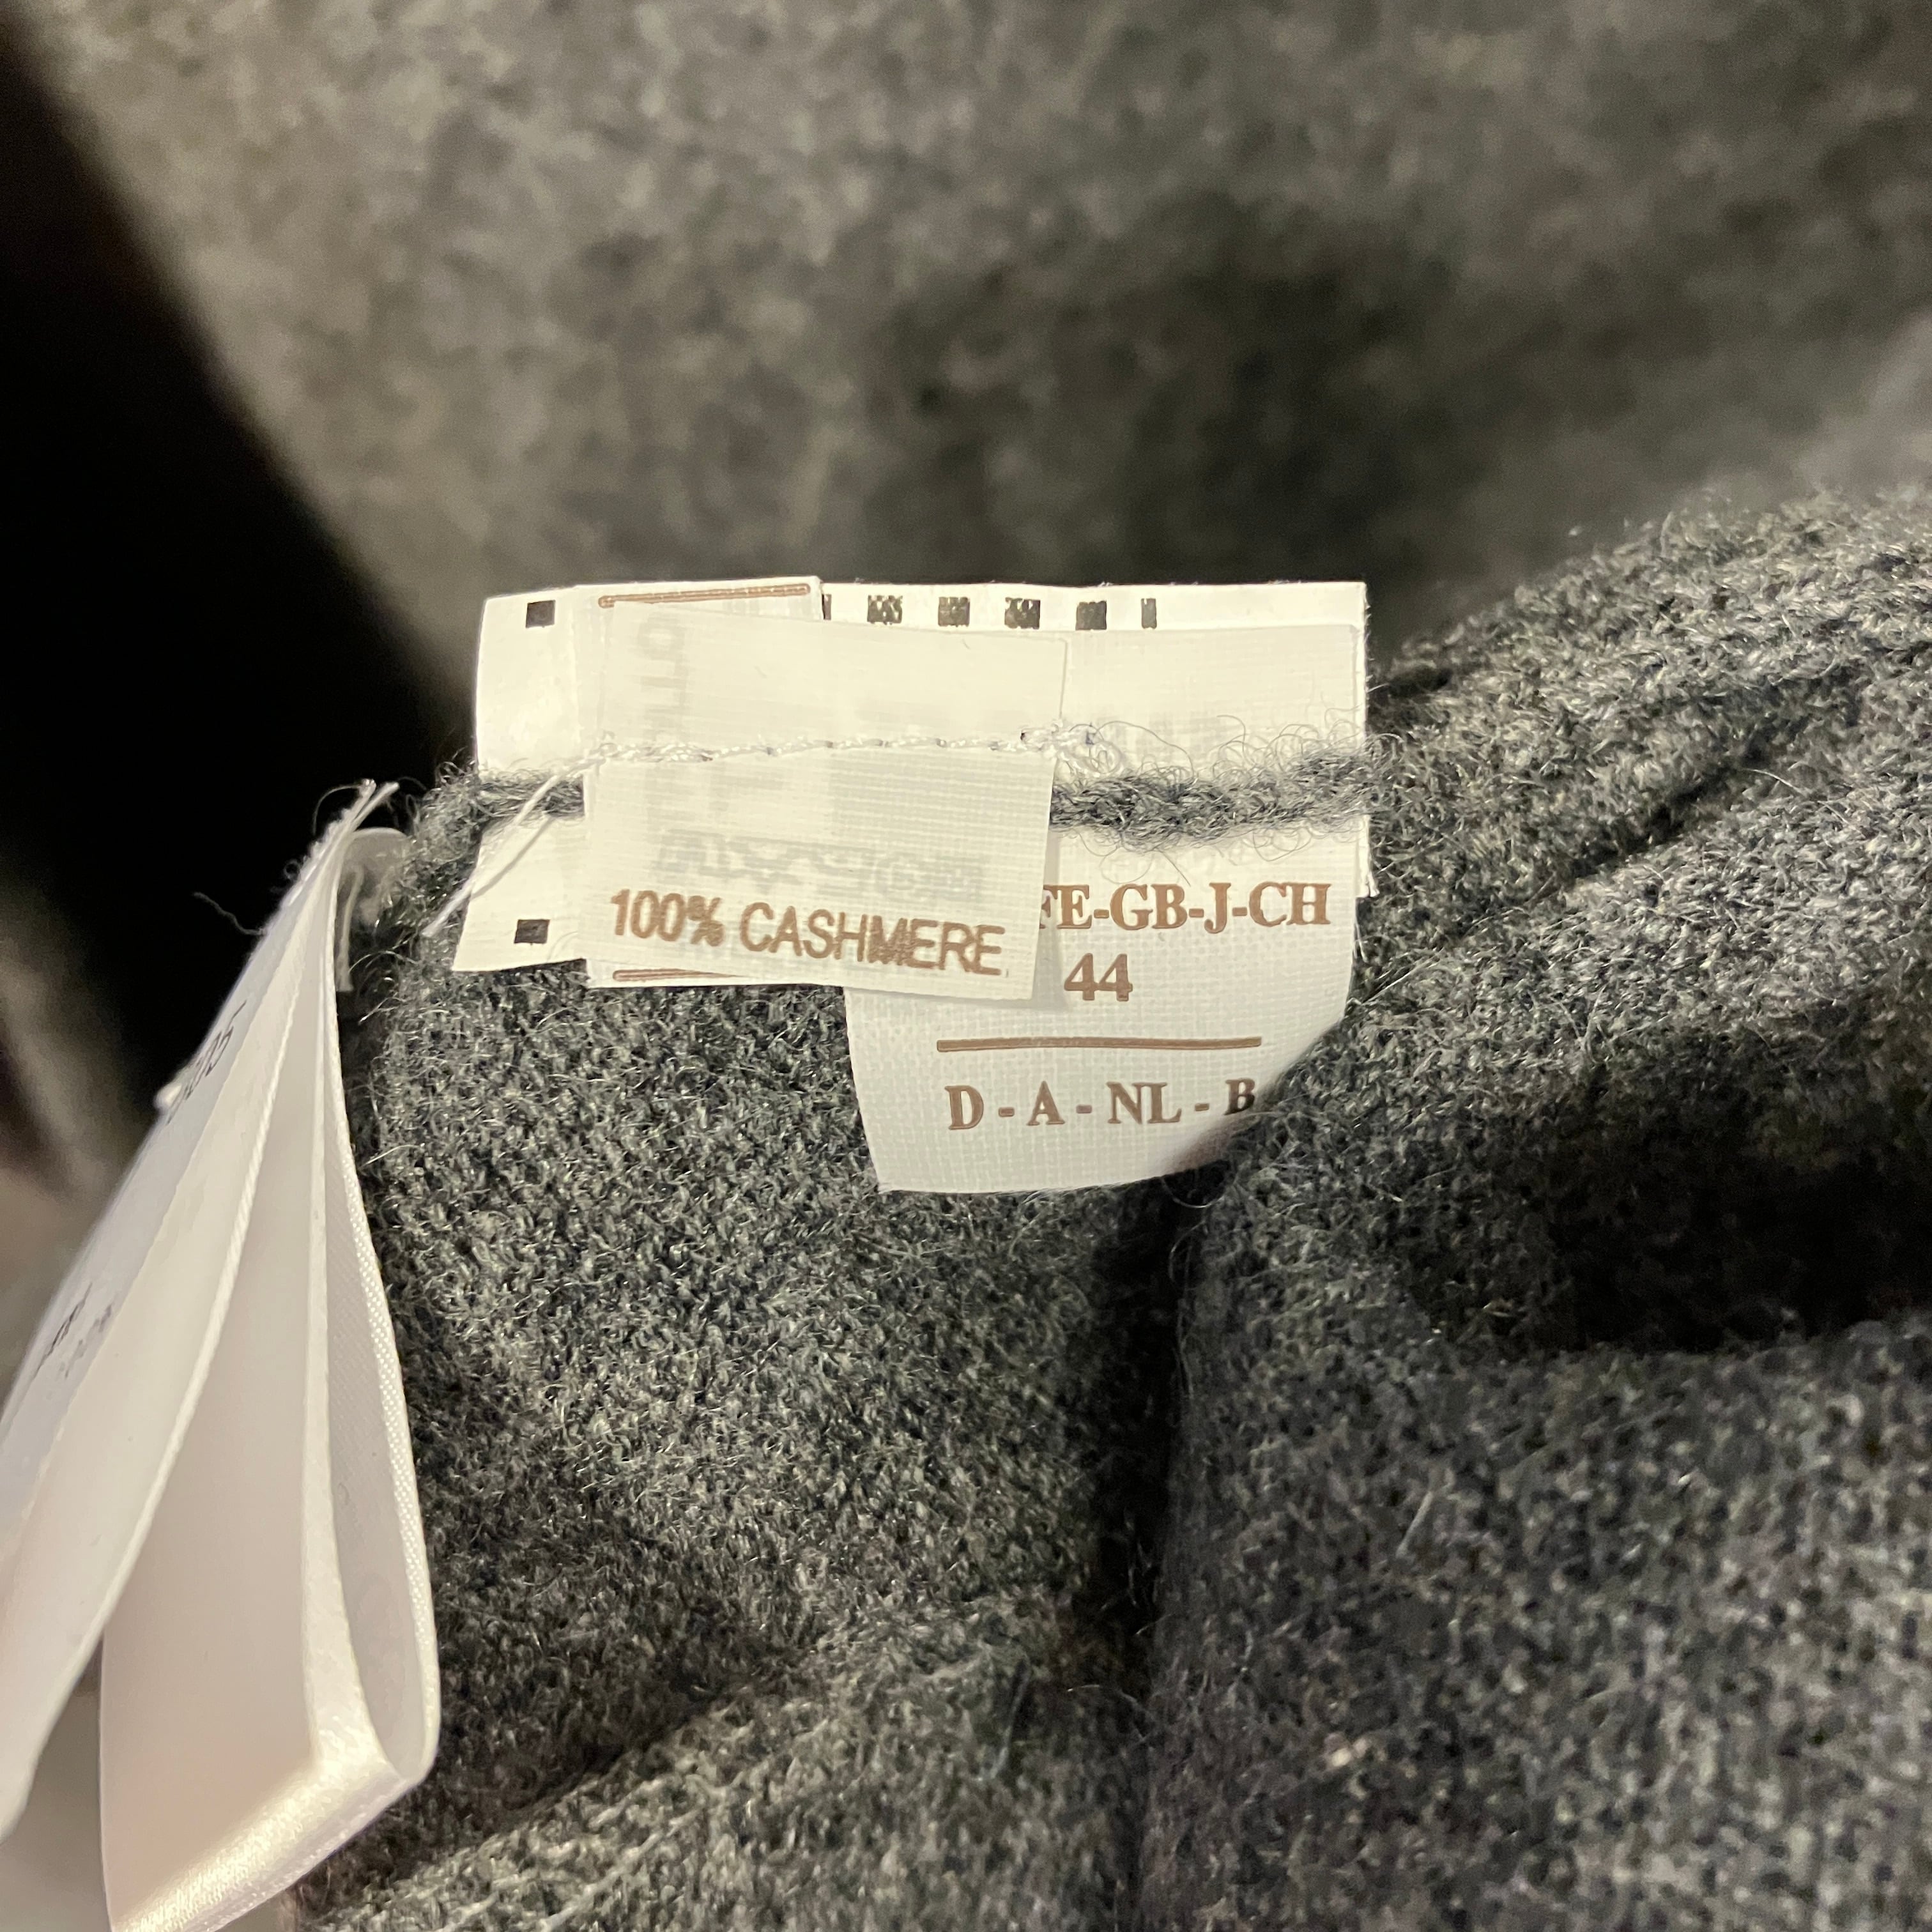 100% CASHMERE
FE-GB-J-CH
44
D - A - NL - B